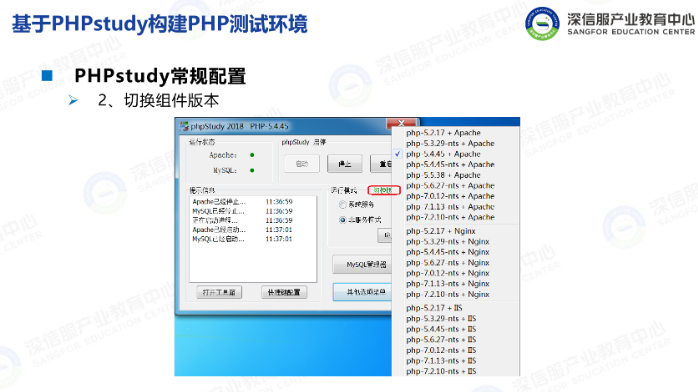 基于PHPstudy构建PHP测试环境
深信服产业教育中心
SANGFOR EDUCATION CENTER
PHPstudy常规配置
2、切换组件版本
phpStudy 2018 - PHP-5.4.45
运行状态
Apache:
MySQL:
phpStudy 启停
启动
停止
重启
提示信息
Apache已经停止... 11:36:59
MySQL已经停止... 11:36:59
正在启动进程... 11:36:59
Apache已经启动... 11:37:01
MySQL已经启动... 11:37:01
运行模式
切换版
系统服务
非服务模式
MySQL管理器
打开工具箱
快捷键配置
其他选项菜单
php-5.2.17 + Apache
php-5.3.29-nts + Apache
php-5.4.45 + Apache
php-5.4.45-nts + Apache
php-5.5.38 + Apache
php-5.6.27-nts + Apache
php-7.0.12-nts + Apache
php-7.1.13-nts + Apache
php-7.2.10-nts + Apache
php-5.2.17 + Nginx
php-5.3.29-nts + Nginx
php-5.4.45-nts + Nginx
php-5.6.27-nts + Nginx
php-7.0.12-nts + Nginx
php-7.1.13-nts + Nginx
php-7.2.10-nts + Nginx
php-5.2.17 + IIS
php-5.3.29-nts + IIS
php-5.4.45-nts + IIS
php-5.6.27-nts + IIS
php-7.0.12-nts + IIS
php-7.1.13-nts + IIS
php-7.2.10-nts + IIS